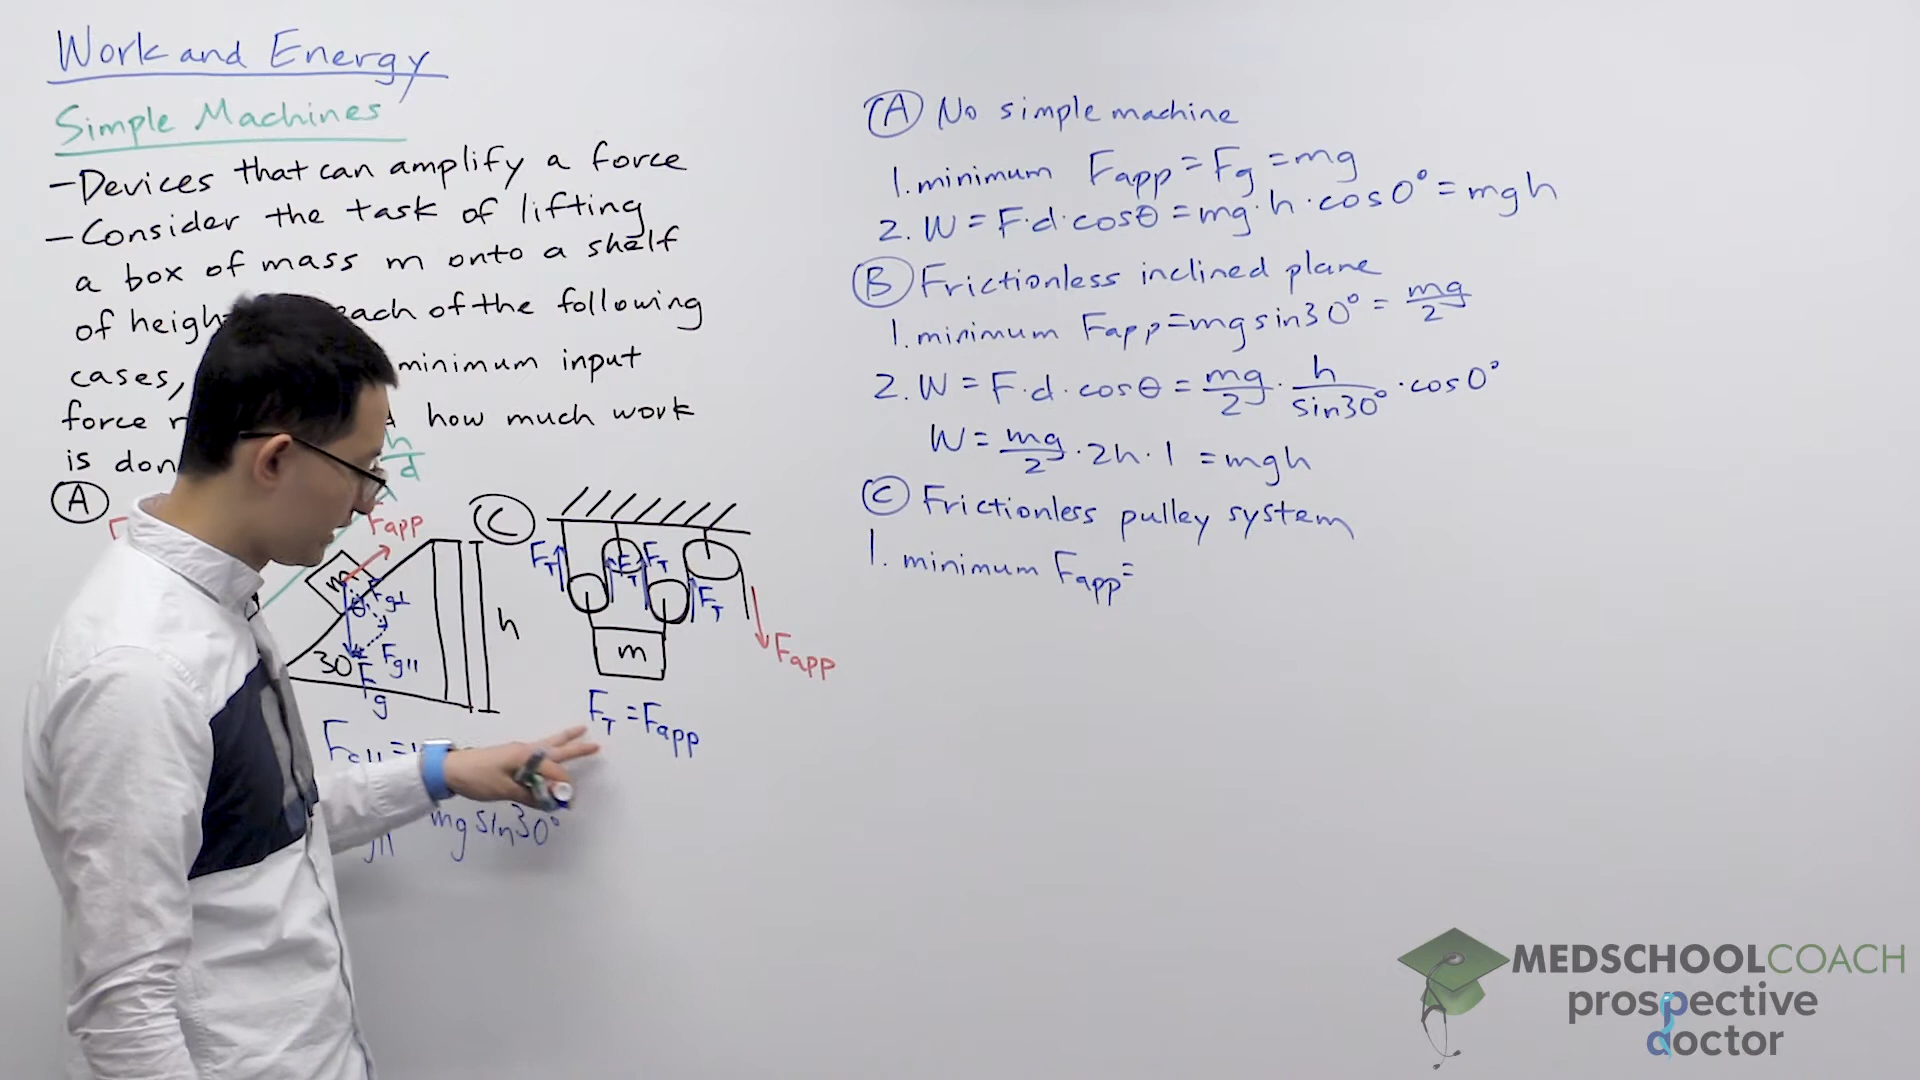 Work and Energy
Simple Machines
- Devices that can amplify a force
- Consider the task of lifting
a box of mass m onto a shelf
of each of the following
cases, minimum input
force how much work
is
A
h
d
Fapp
m
θ
Fg⊥
Fg||
30
Fg
h
mg sin30°
C
FT
FT
FT
FT
m
Fapp
FT = Fapp
A No simple machine
1. minimum Fapp = Fg = mg
2. W = F·d·cosθ = mg·h·cos0° = mgh
B Frictionless inclined plane
1. minimum Fapp = mgsin30° = mg/2
2. W = F·d·cosθ = mg/2 · h/sin30° · cos0°
W = mg/2 · 2h · 1 = mgh
C Frictionless pulley system
1. minimum Fapp =
MEDSCHOOLCOACH
prospective
doctor